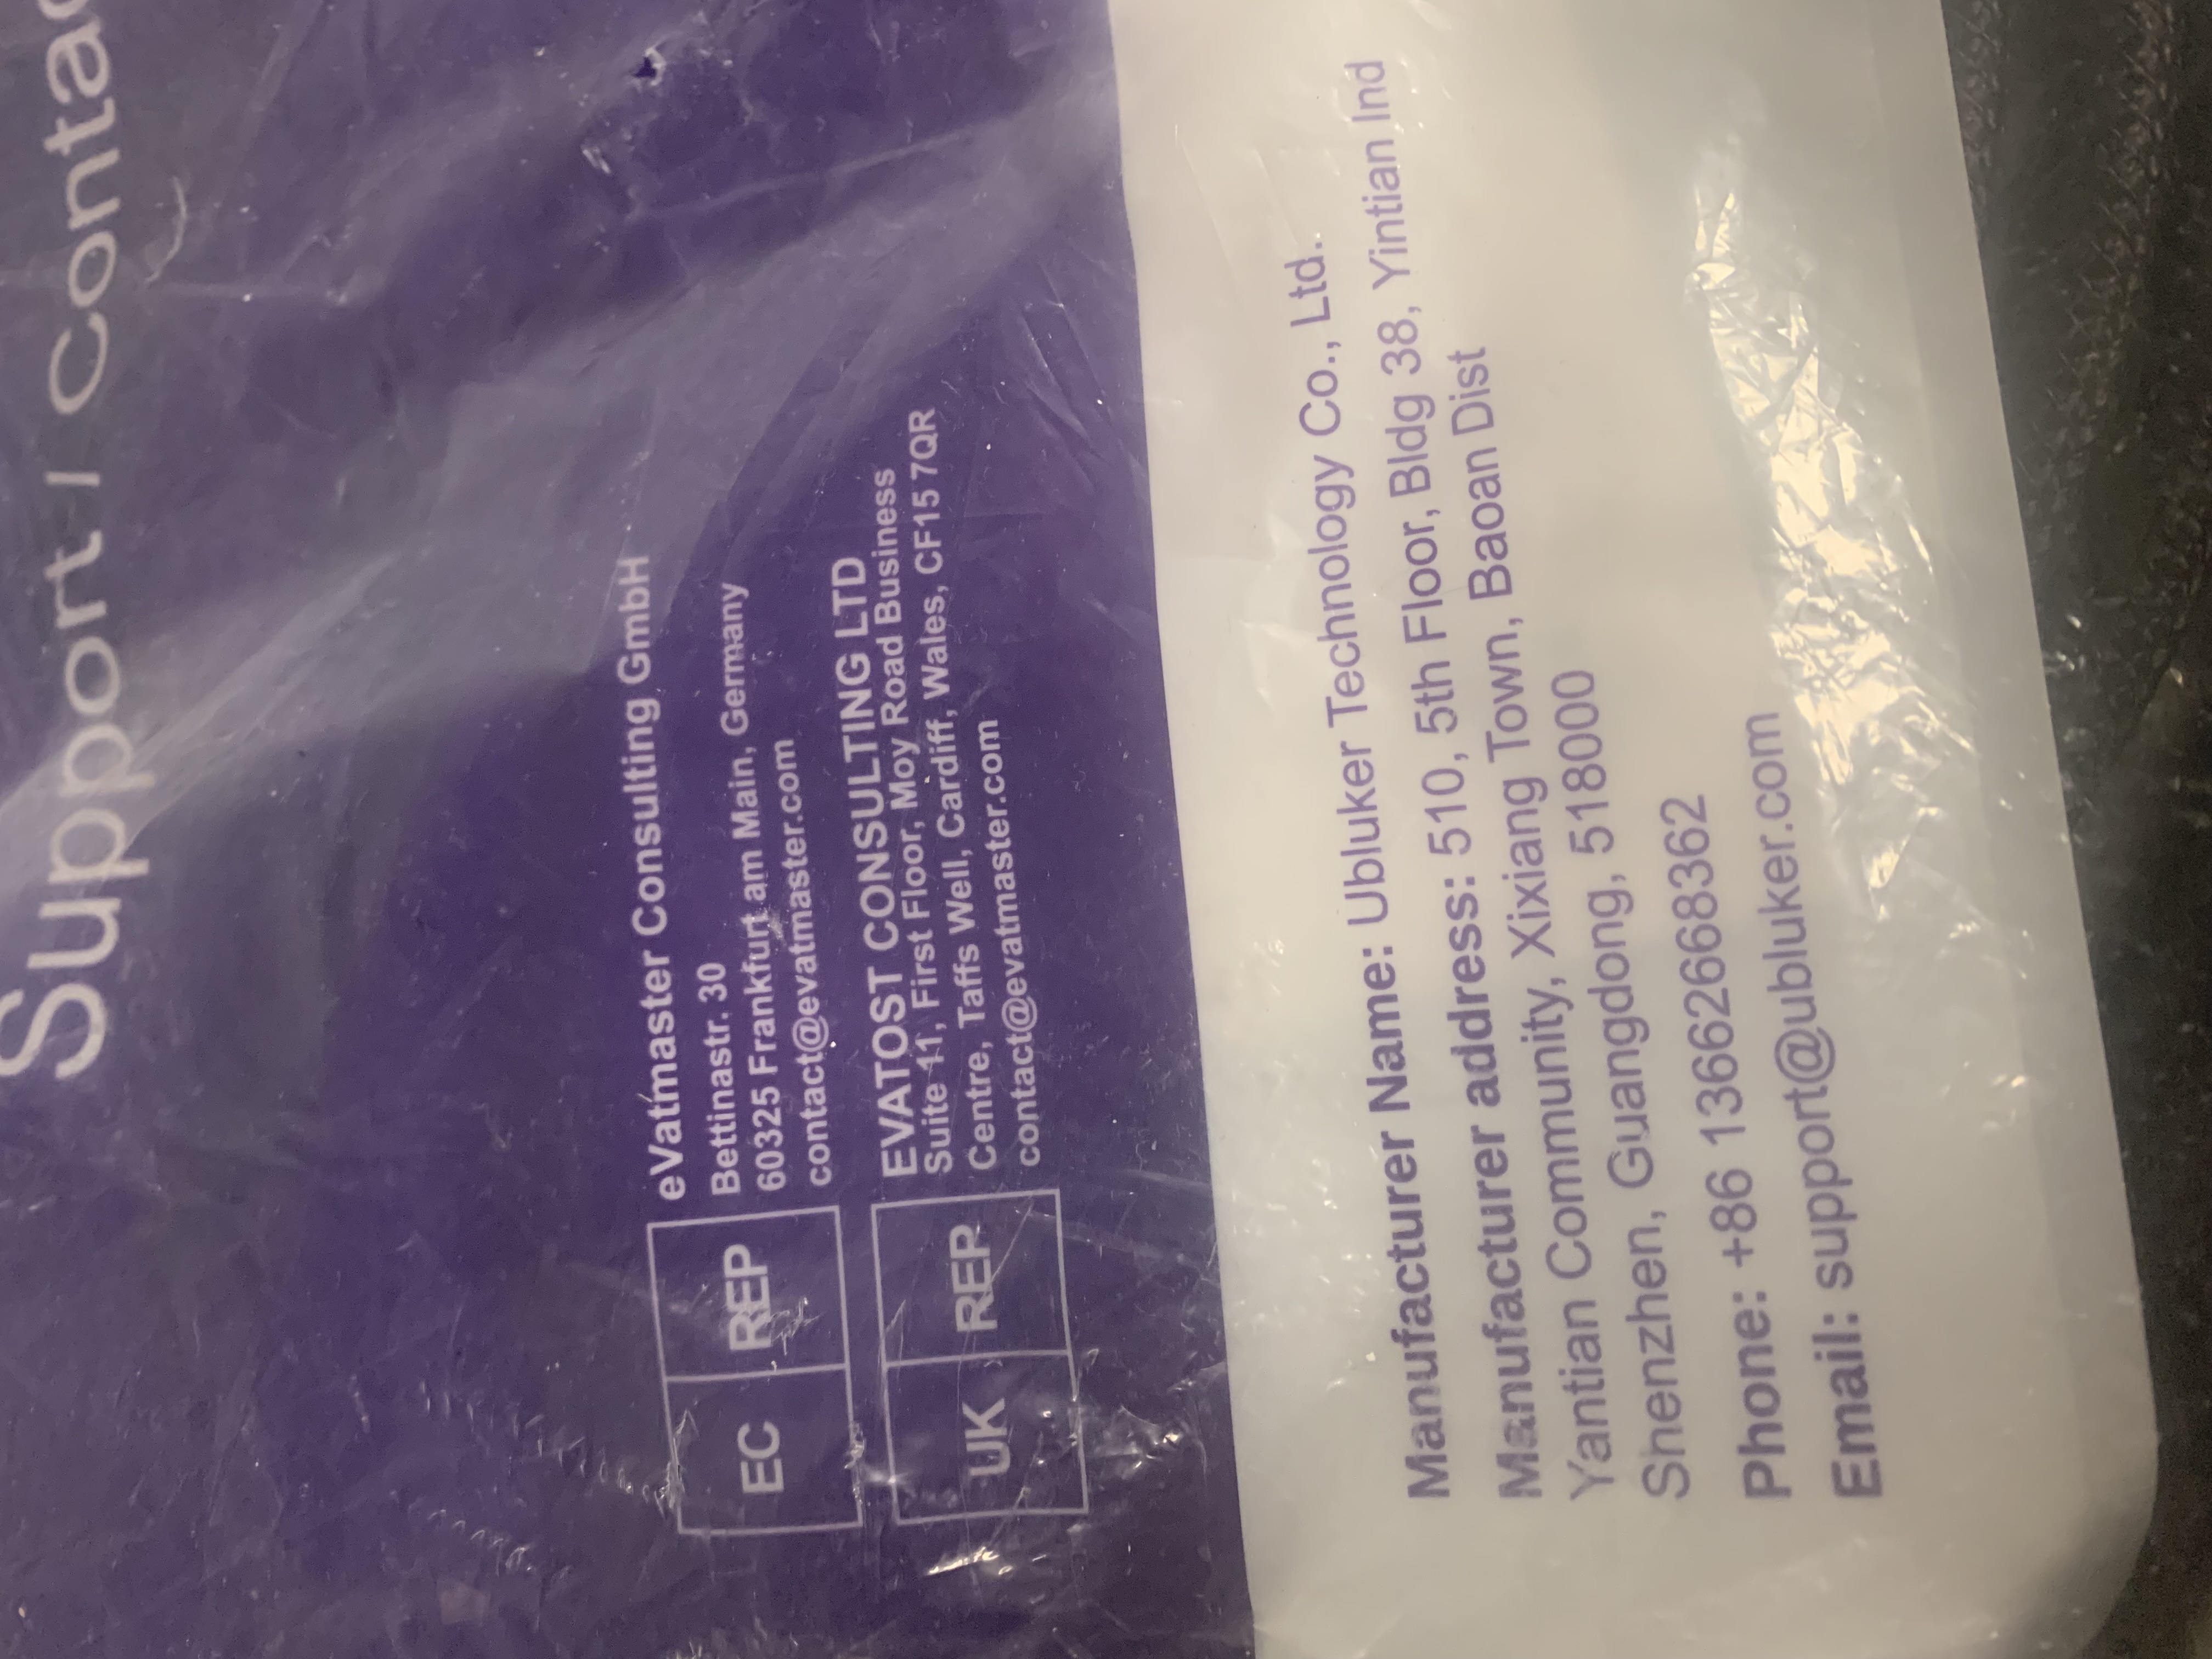 Support / Contac
EC REP
eVatmaster Consulting GmbH
Bettinastr. 30
60325 Frankfurt am Main, Germany
contact@evatmaster.com
UK REP
EVATOST CONSULTING LTD
Suite 11, First Floor, Moy Road Business
Centre, Taffs Well, Cardiff, Wales, CF15 7QR
contact@evatmaster.com
Manufacturer Name: Ubluker Technology Co., Ltd.
Manufacturer address: 510, 5th Floor, Bldg 38, Yintian Ind
Yantian Community, Xixiang Town, Baoan Dist
Shenzhen, Guangdong, 518000
Phone: +86 13662668362
Email: support@ubluker.com